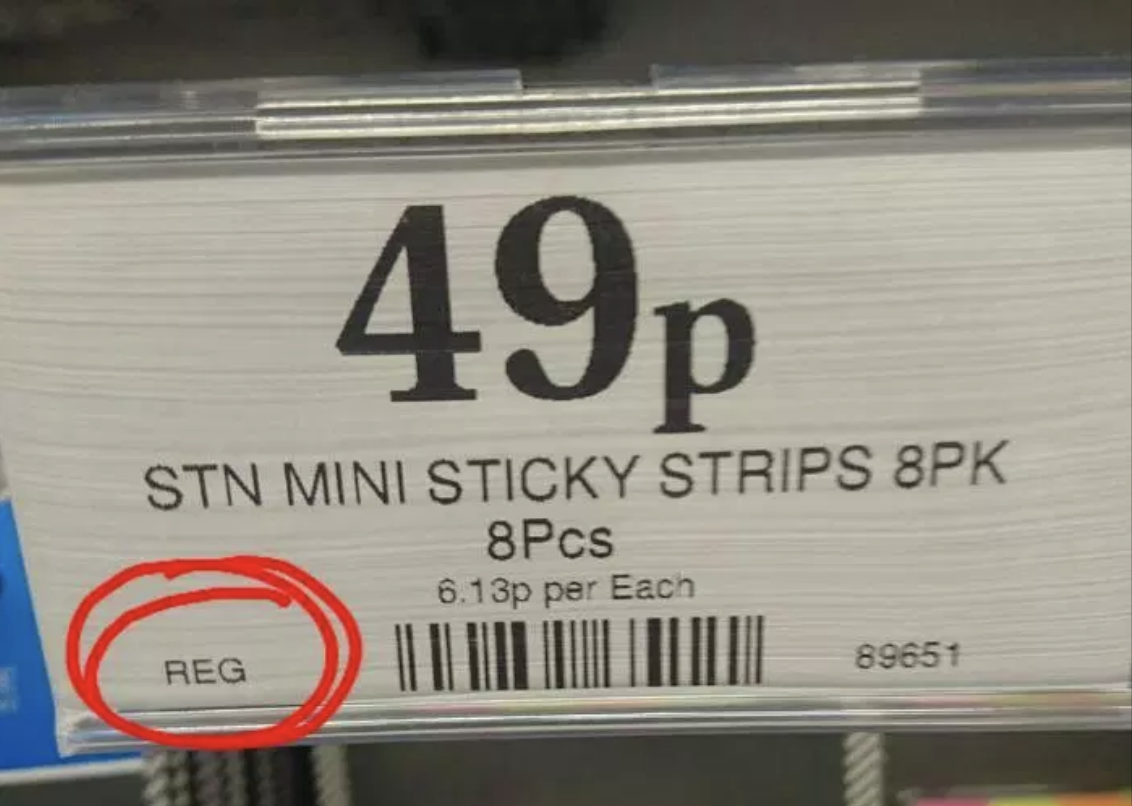 49p
STN MINI STICKY STRIPS 8PK
8Pcs
6.13p per Each
REG
89651